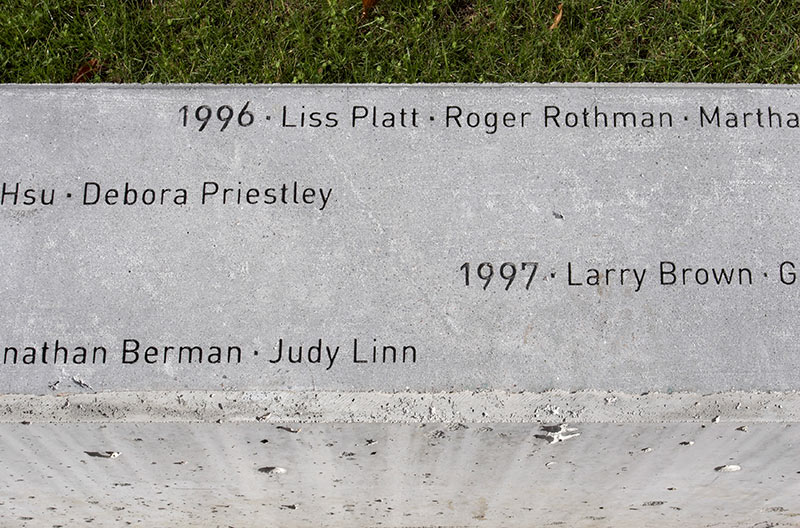 1996 · Liss Platt · Roger Rothman · Martha
Hsu · Debora Priestley
1997 · Larry Brown · G
nathan Berman · Judy Linn